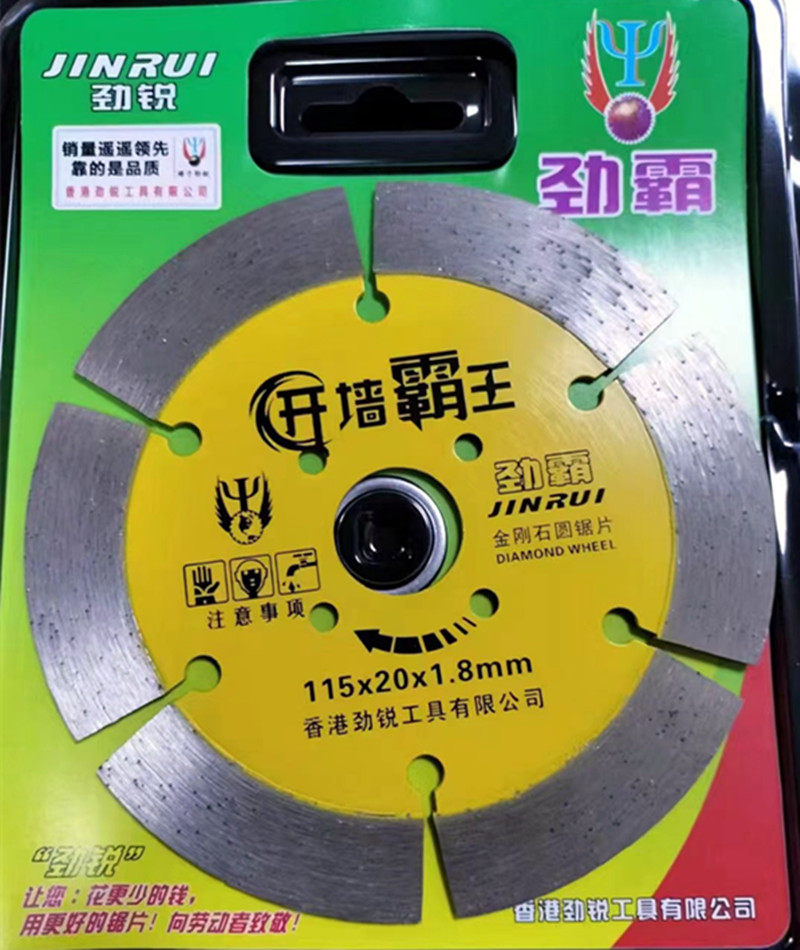 JINRUI
劲锐
销量遥遥领先
靠的是品质
香港劲锐工具有限公司
劲霸
开墙霸王
劲霸
JINRUI
金刚石圆锯片
DIAMOND WHEEL
注意事项
115x20x1.8mm
香港劲锐工具有限公司
“劲锐”
让您：花更少的钱，
用更好的锯片！向劳动者致敬！
香港劲锐工具有限公司